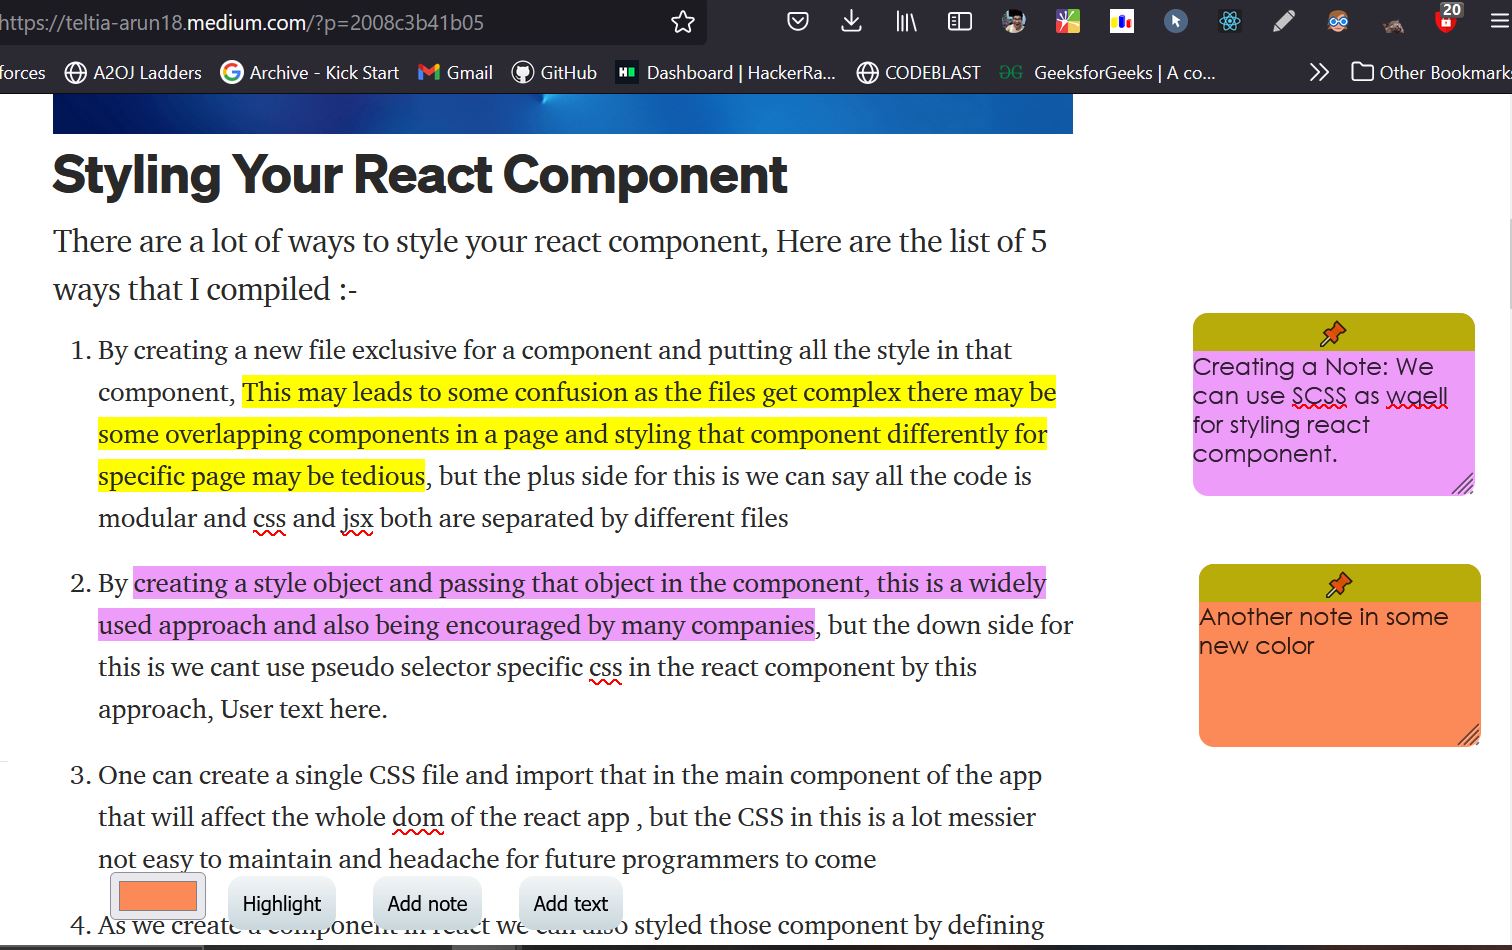 https://teltia-arun18.medium.com/?p=2008c3b41b05
20
forces A2OJ Ladders Archive - Kick Start Gmail GitHub Dashboard | HackerRa... CODEBLAST GeeksforGeeks | A co... Other Bookmark
Styling Your React Component
There are a lot of ways to style your react component, Here are the list of 5
ways that I compiled :-
1. By creating a new file exclusive for a component and putting all the style in that
component, This may leads to some confusion as the files get complex there may be
some overlapping components in a page and styling that component differently for
specific page may be tedious, but the plus side for this is we can say all the code is
modular and css and jsx both are separated by different files
2. By creating a style object and passing that object in the component, this is a widely
used approach and also being encouraged by many companies, but the down side for
this is we cant use pseudo selector specific css in the react component by this
approach, User text here.
3. One can create a single CSS file and import that in the main component of the app
that will affect the whole dom of the react app , but the CSS in this is a lot messier
not easy to maintain and headache for future programmers to come
4. As we create a component in react we can also styled those component by defining
Creating a Note: We
can use SCSS as wqell
for styling react
component.
Another note in some
new color
Highlight
Add note
Add text